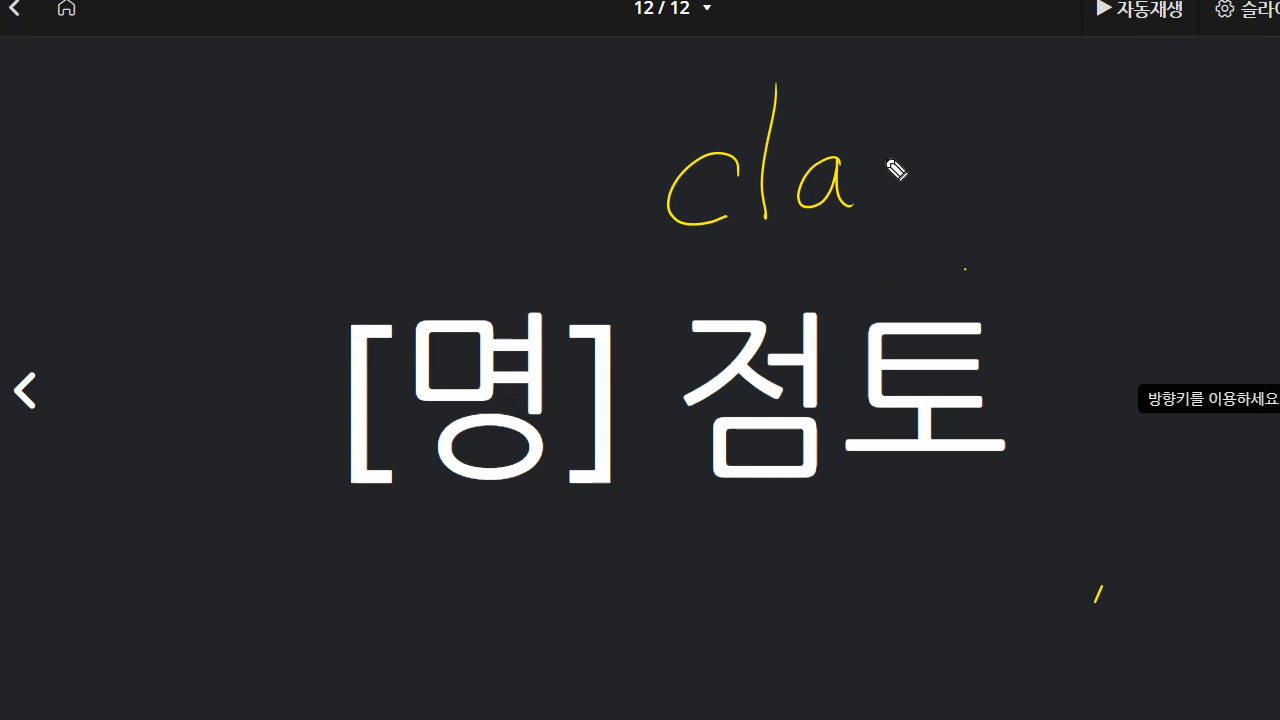 12 / 12
자동재생
cla
[명] 점토
방향키를 이용하세요